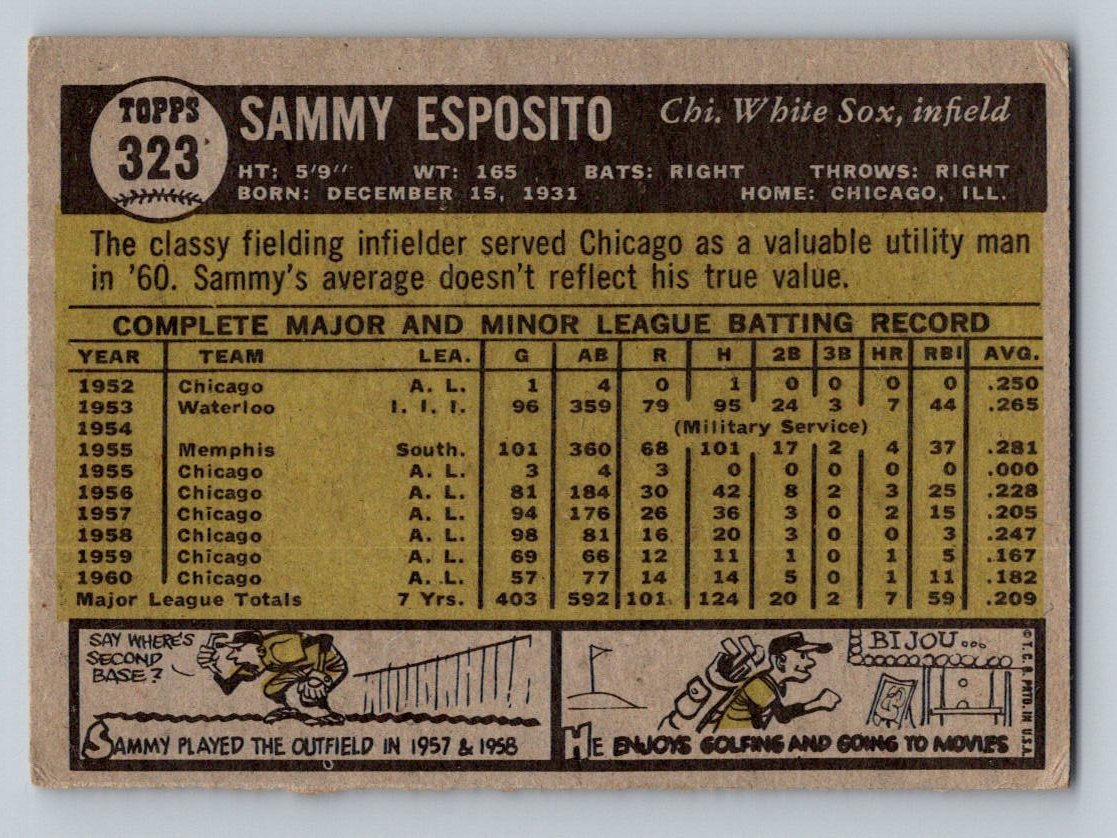 TOPPS
323
SAMMY ESPOSITO Chi. White Sox, infield
HT: 5'9" WT: 165 BATS: RIGHT THROWS: RIGHT
BORN: DECEMBER 15, 1931 HOME: CHICAGO, ILL.
The classy fielding infielder served Chicago as a valuable utility man
in '60. Sammy's average doesn't reflect his true value.
COMPLETE MAJOR AND MINOR LEAGUE BATTING RECORD
YEAR TEAM LEA. G AB R H 2B 3B HR RBI AVG.
1952 Chicago A. L. 1 4 0 1 0 0 0 0 .250
1953 Waterloo I. I. I. 96 359 79 95 24 3 7 44 .265
1954 (Military Service)
1955 Memphis South. 101 360 68 101 17 2 4 37 .281
1955 Chicago A. L. 3 4 3 0 0 0 0 0 .000
1956 Chicago A. L. 81 184 30 42 8 2 3 25 .228
1957 Chicago A. L. 94 176 26 36 3 0 2 15 .205
1958 Chicago A. L. 98 81 16 20 3 0 0 3 .247
1959 Chicago A. L. 69 66 12 11 1 0 1 5 .167
1960 Chicago A. L. 57 77 14 14 5 0 1 11 .182
Major League Totals 7 Yrs. 403 592 101 124 20 2 7 59 .209
SAY WHERE'S
SECOND
BASE?
SAMMY PLAYED THE OUTFIELD IN 1957 & 1958
BIJOU...
HE ENJOYS GOLFING AND GOING TO MOVIES
© T.C.G. PRTD. IN U.S.A.